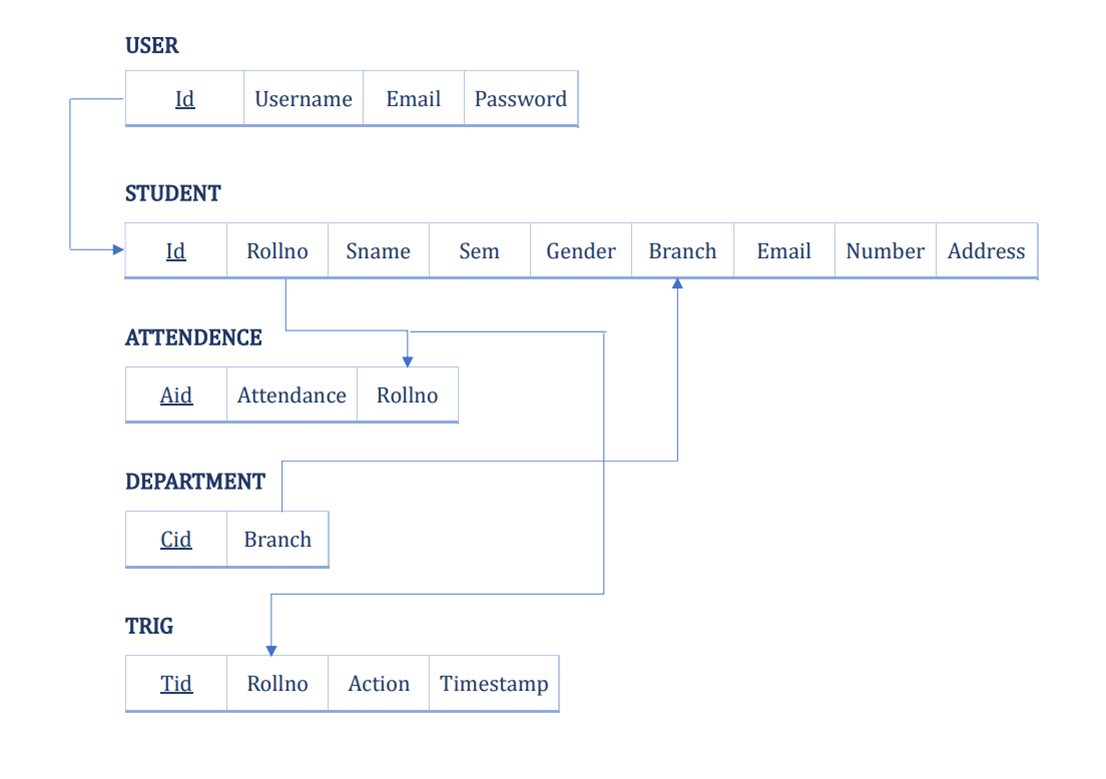 USER
Id Username Email Password
STUDENT
Id Rollno Sname Sem Gender Branch Email Number Address
ATTENDENCE
Aid Attendance Rollno
DEPARTMENT
Cid Branch
TRIG
Tid Rollno Action Timestamp